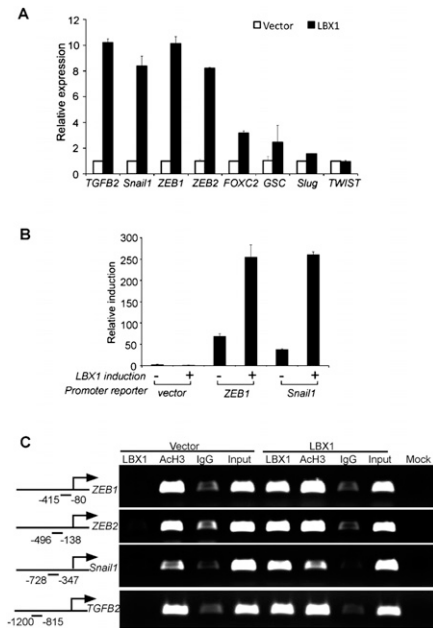 A
Vector LBX1
Relative expression
12
10
8
6
4
2
0
TGFB2 Snail1 ZEB1 ZEB2 FOXC2 GSC Slug TWIST
B
Relative induction
300
250
200
150
100
50
0
LBX1 induction - + - + - +
Promoter reporter vector ZEB1 Snail1
C
Vector LBX1
LBX1 AcH3 IgG Input LBX1 AcH3 IgG Input Mock
-415 -80 ZEB1
-496 -138 ZEB2
-728 -347 Snail1
-1200 -815 TGFB2